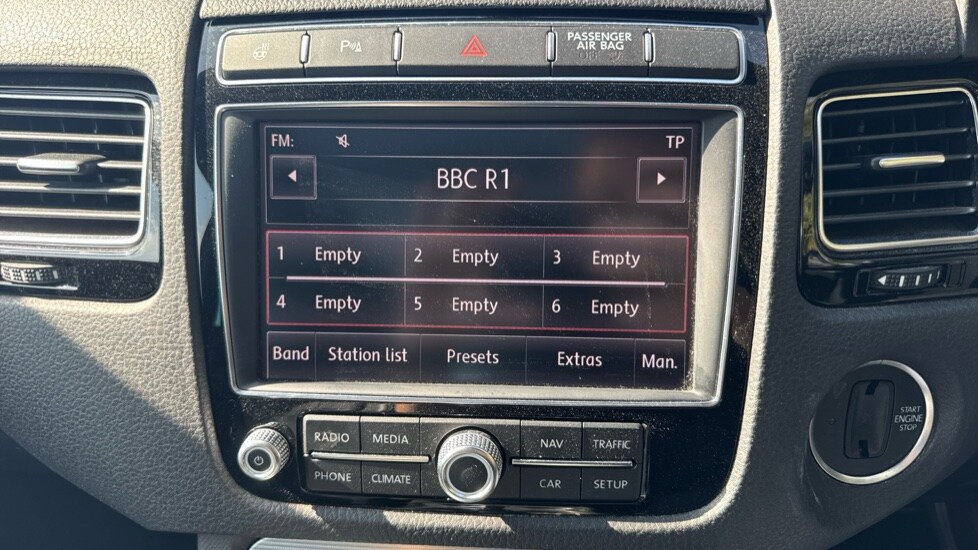 P
PASSENGER
AIR BAG
FM: TP
BBC R1
1 Empty 2 Empty 3 Empty
4 Empty 5 Empty 6 Empty
Band Station list Presets Extras Man.
START
ENGINE
STOP
RADIO MEDIA NAV TRAFFIC
PHONE CLIMATE CAR SETUP